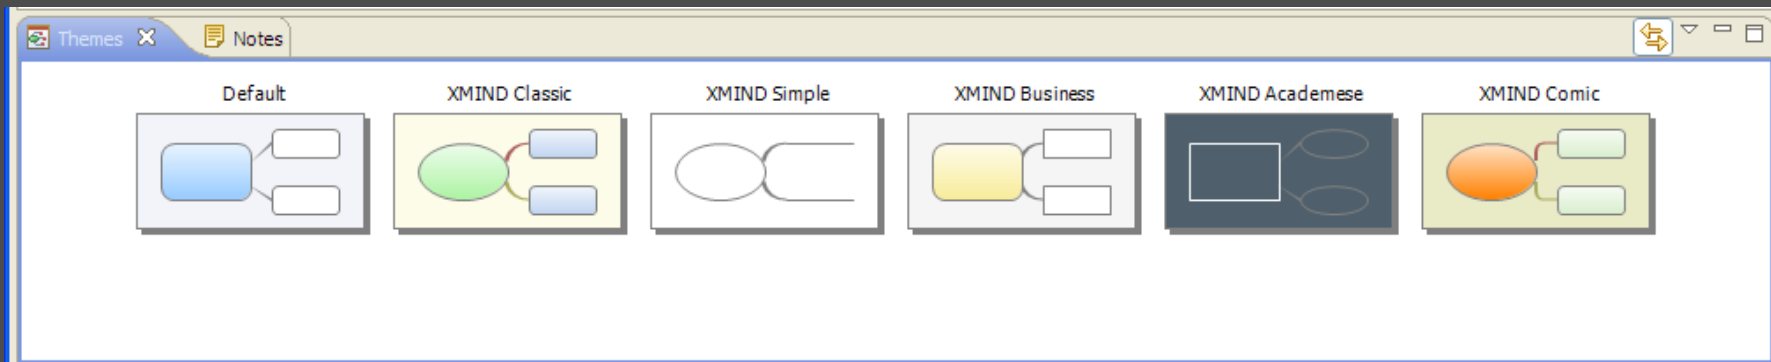 Themes
Notes
Default
XMIND Classic
XMIND Simple
XMIND Business
XMIND Academese
XMIND Comic